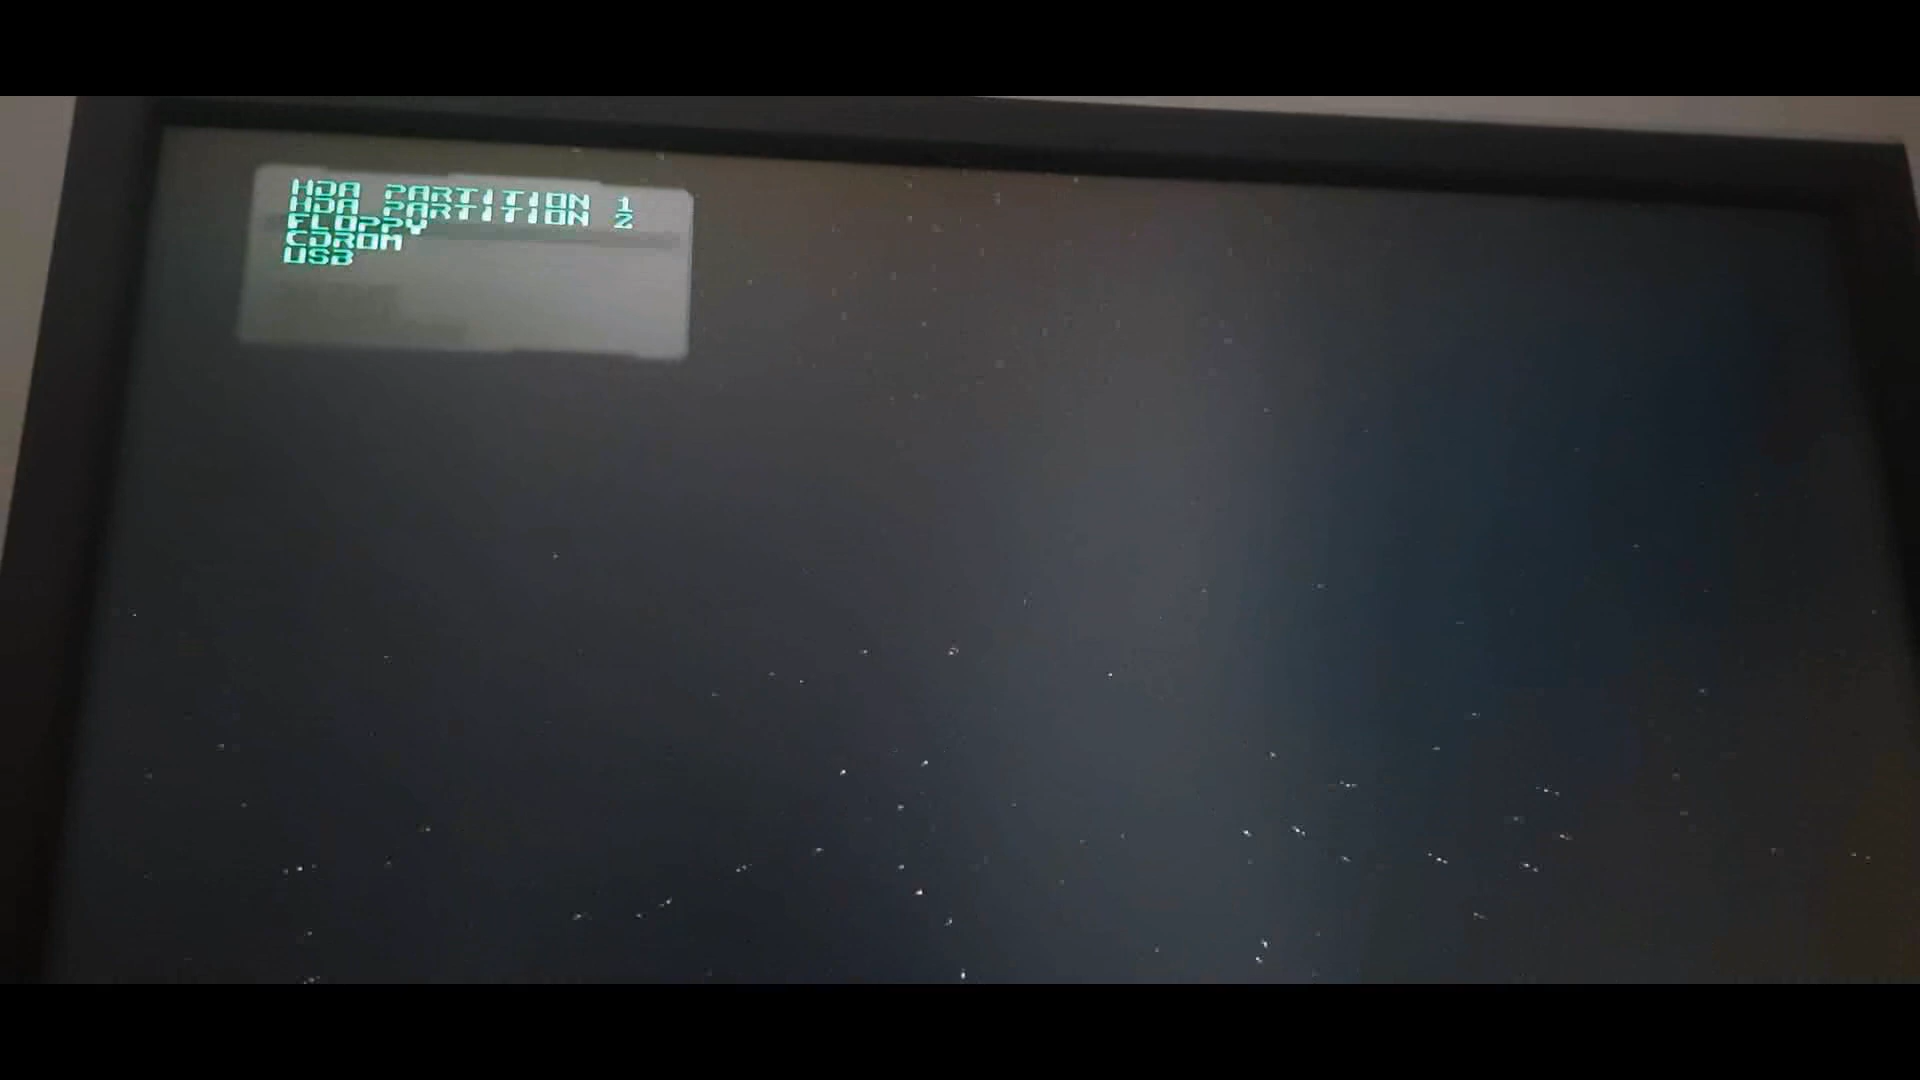 HDA PARTITION 1
HDA PARTITION 2
FLOPPY
CDROM
USB